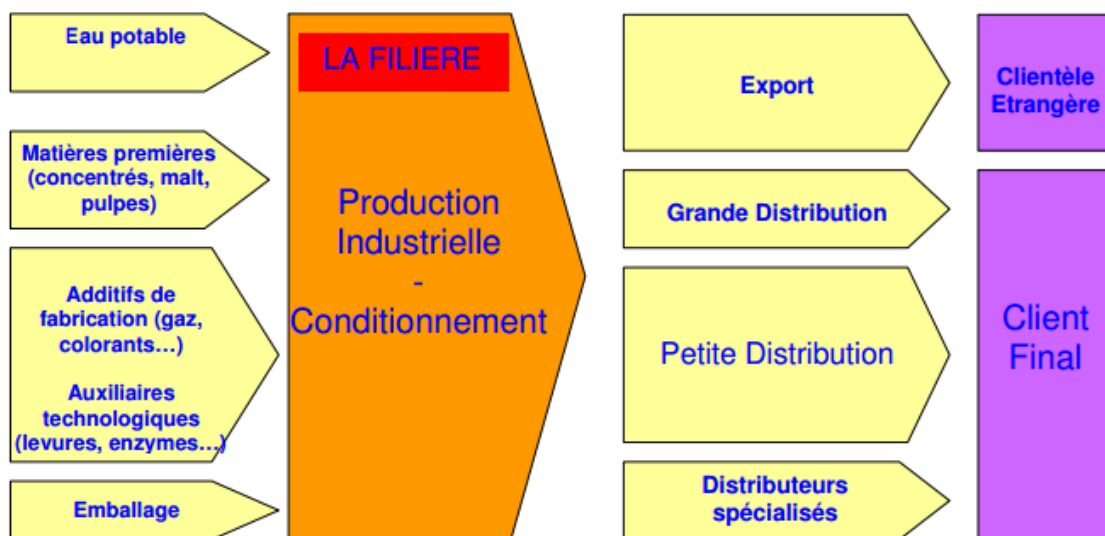 Eau potable
Matières premières
(concentrés, malt,
pulpes)
Additifs de
fabrication (gaz,
colorants...)
Auxiliaires
technologiques
(levures, enzymes...)
Emballage
LA FILIERE
Production
Industrielle
-
Conditionnement
Export
Grande Distribution
Petite Distribution
Distributeurs
spécialisés
Clientèle
Etrangère
Client
Final